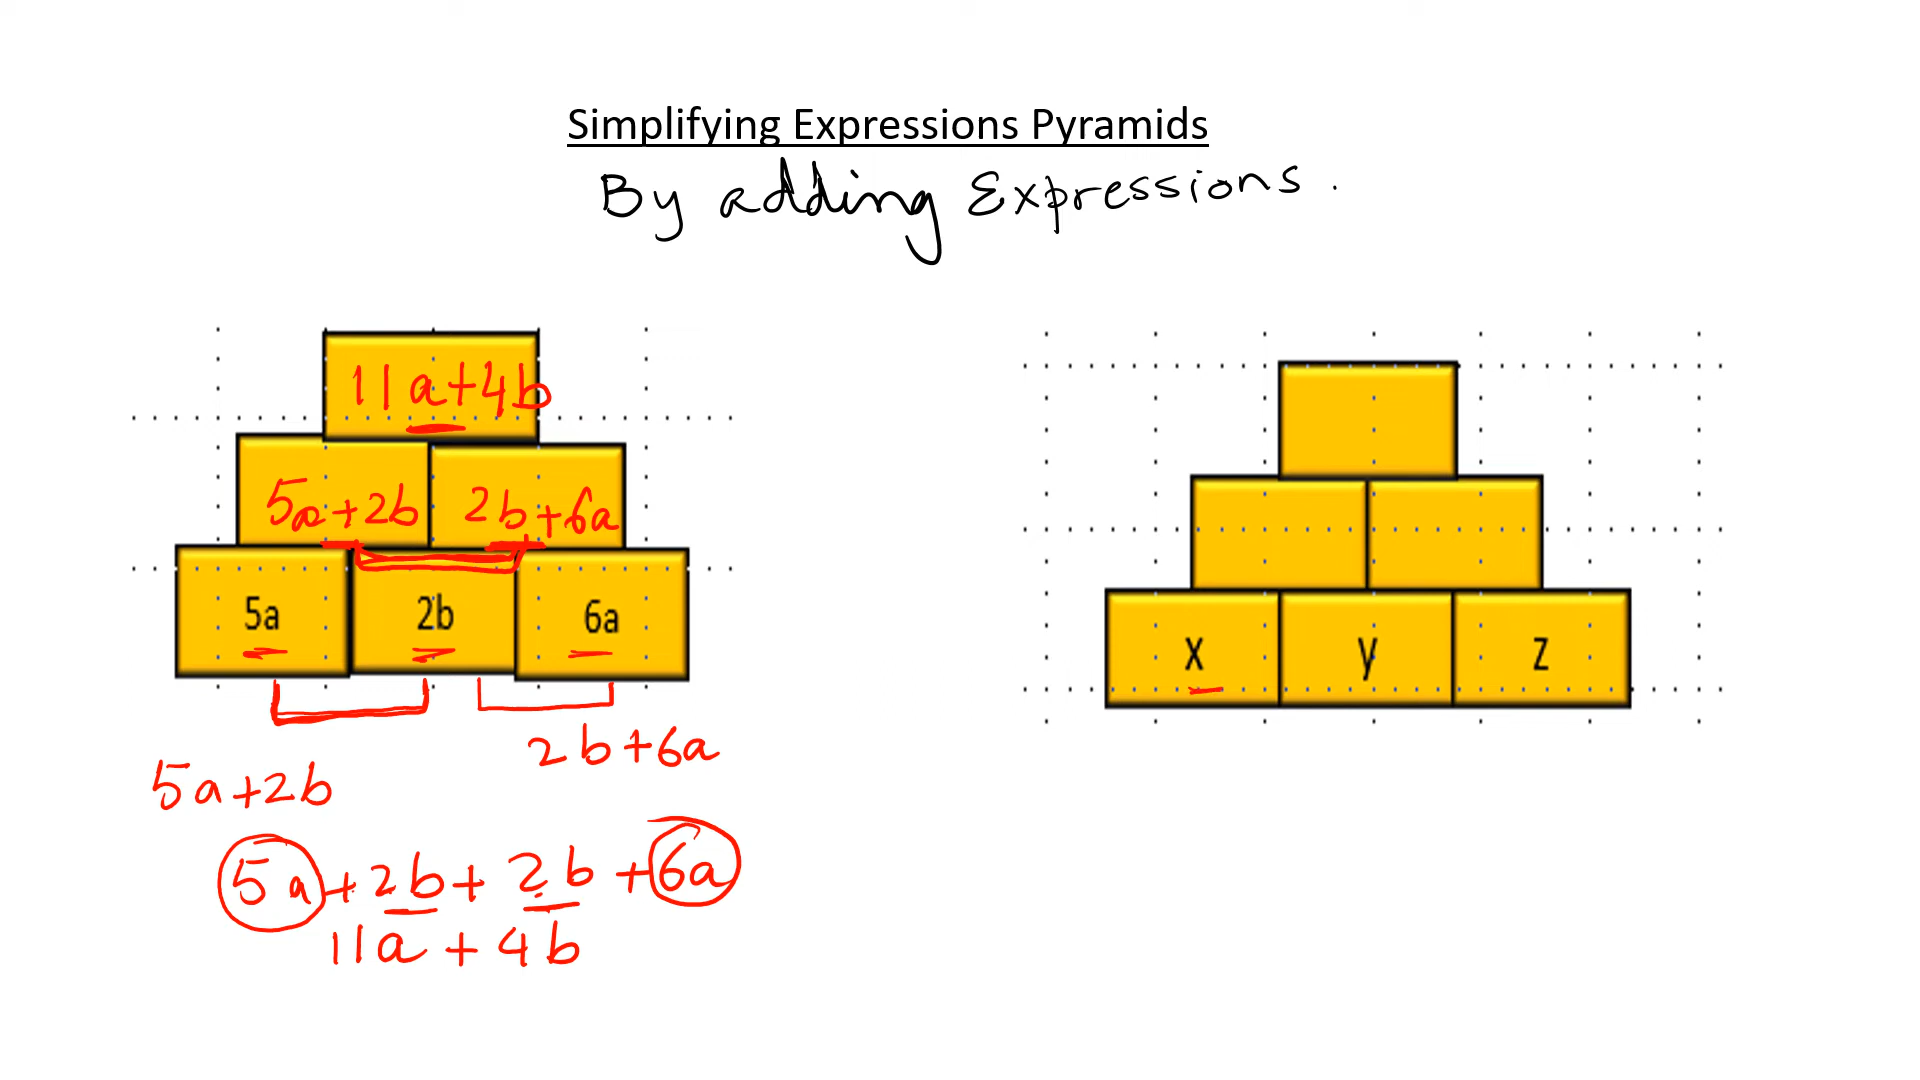 Simplifying Expressions Pyramids
By adding Expressions.
11a+4b
5a+2b 2b+6a
5a 2b 6a
2b+6a
5a+2b
5a+2b+2b+6a
11a+4b
x y z